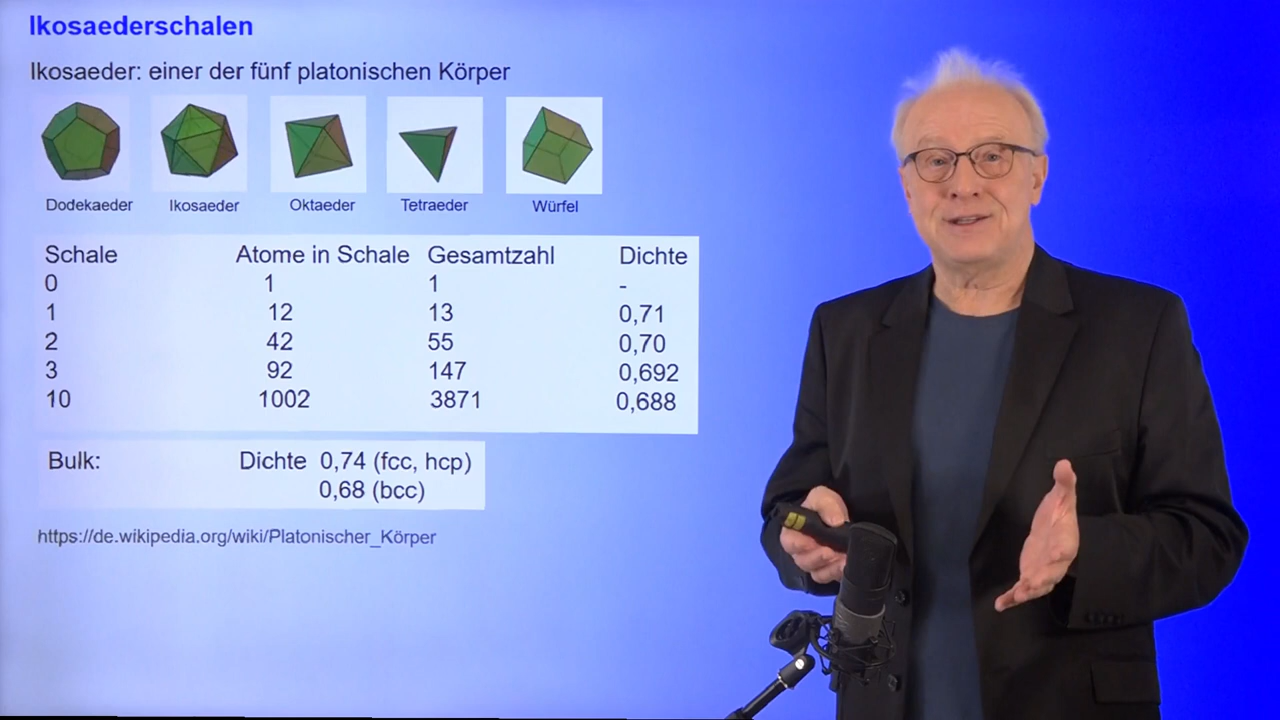 Ikosaederschalen
Ikosaeder: einer der fünf platonischen Körper
Dodekaeder Ikosaeder Oktaeder Tetraeder Würfel
Schale Atome in Schale Gesamtzahl Dichte
0 1 1 -
1 12 13 0,71
2 42 55 0,70
3 92 147 0,692
10 1002 3871 0,688
Bulk: Dichte 0,74 (fcc, hcp)
0,68 (bcc)
https://de.wikipedia.org/wiki/Platonischer_Körper